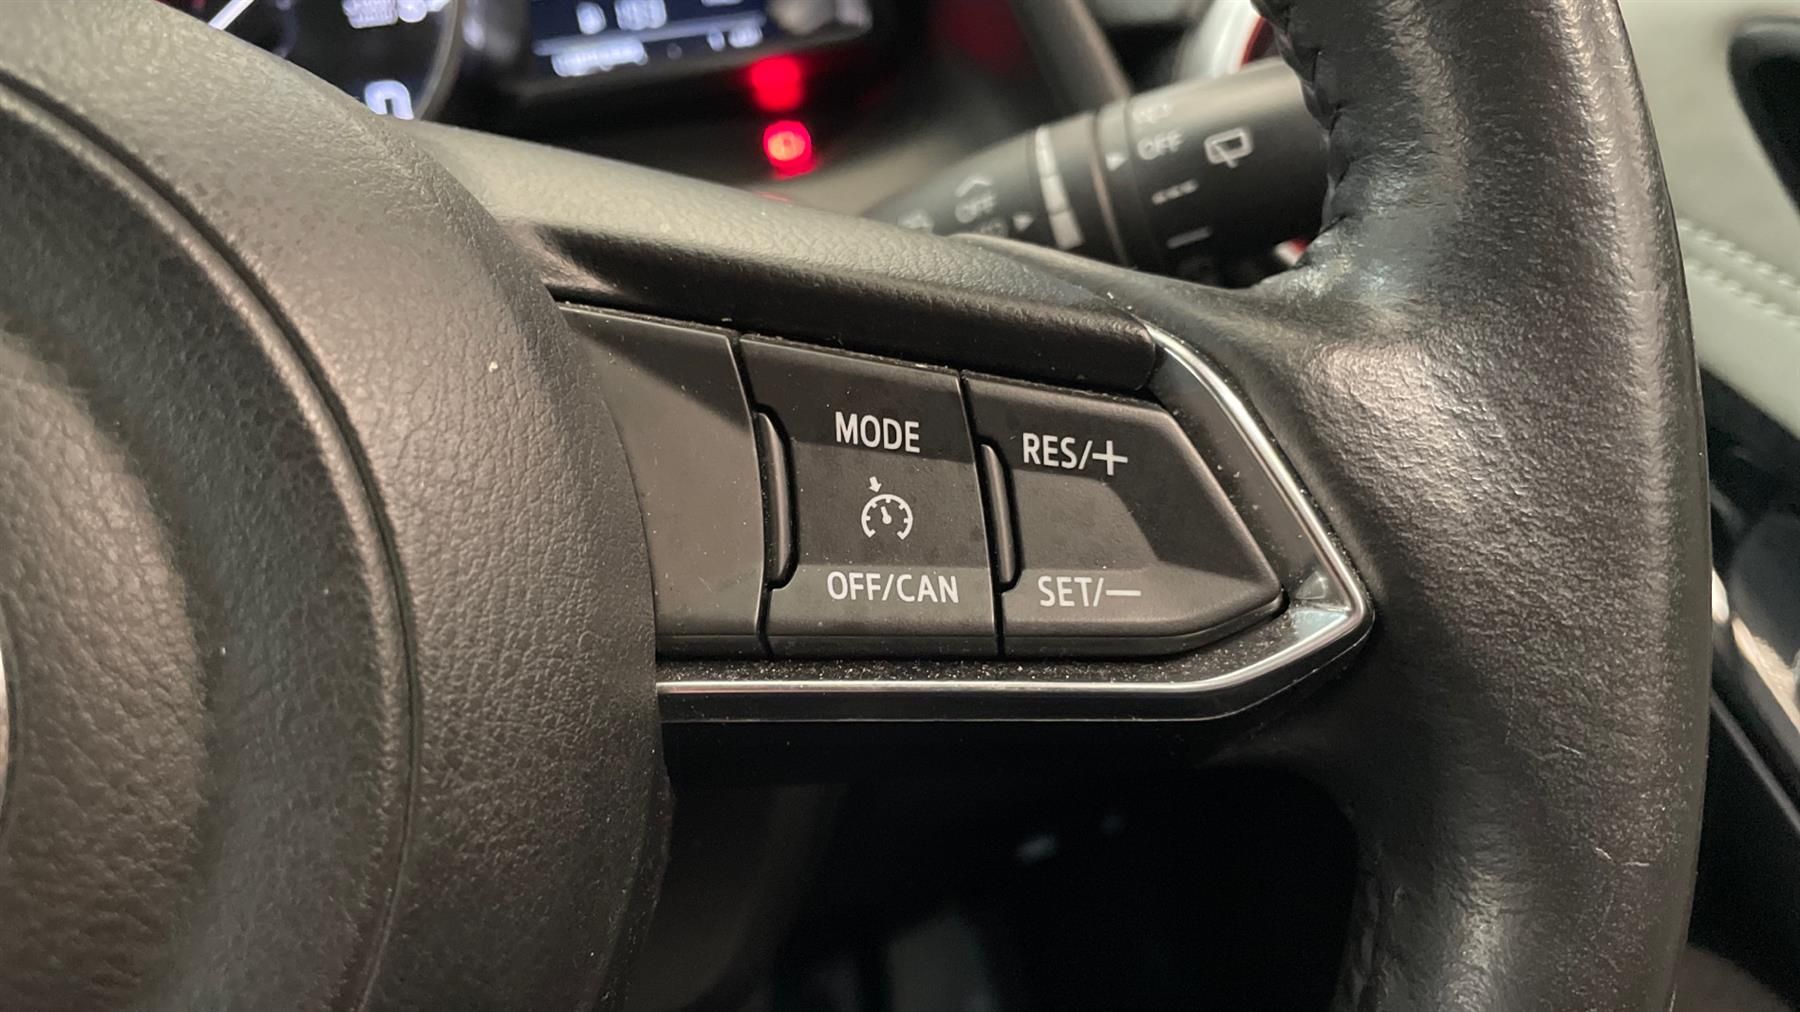 OFF
OFF
MODE
RES/+
OFF/CAN
SET/—